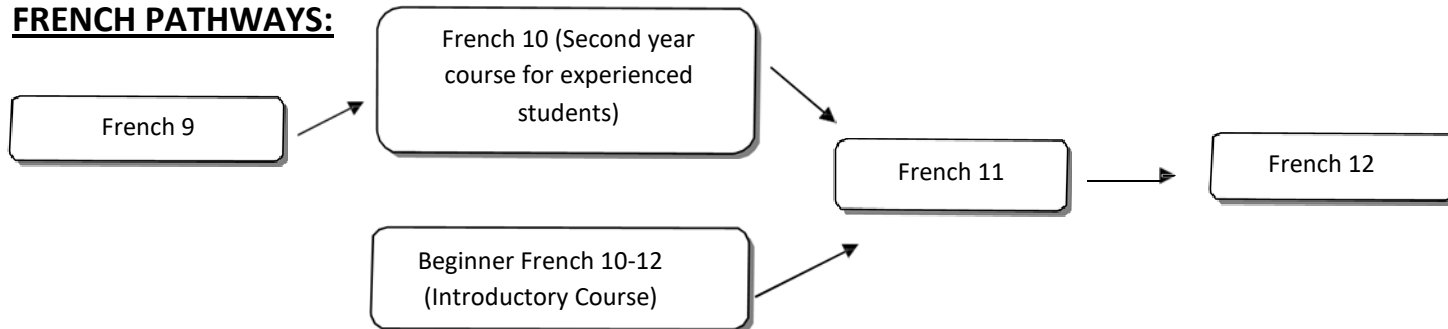 FRENCH PATHWAYS:
French 9
French 10 (Second year
course for experienced
students)
Beginner French 10-12
(Introductory Course)
French 11
French 12